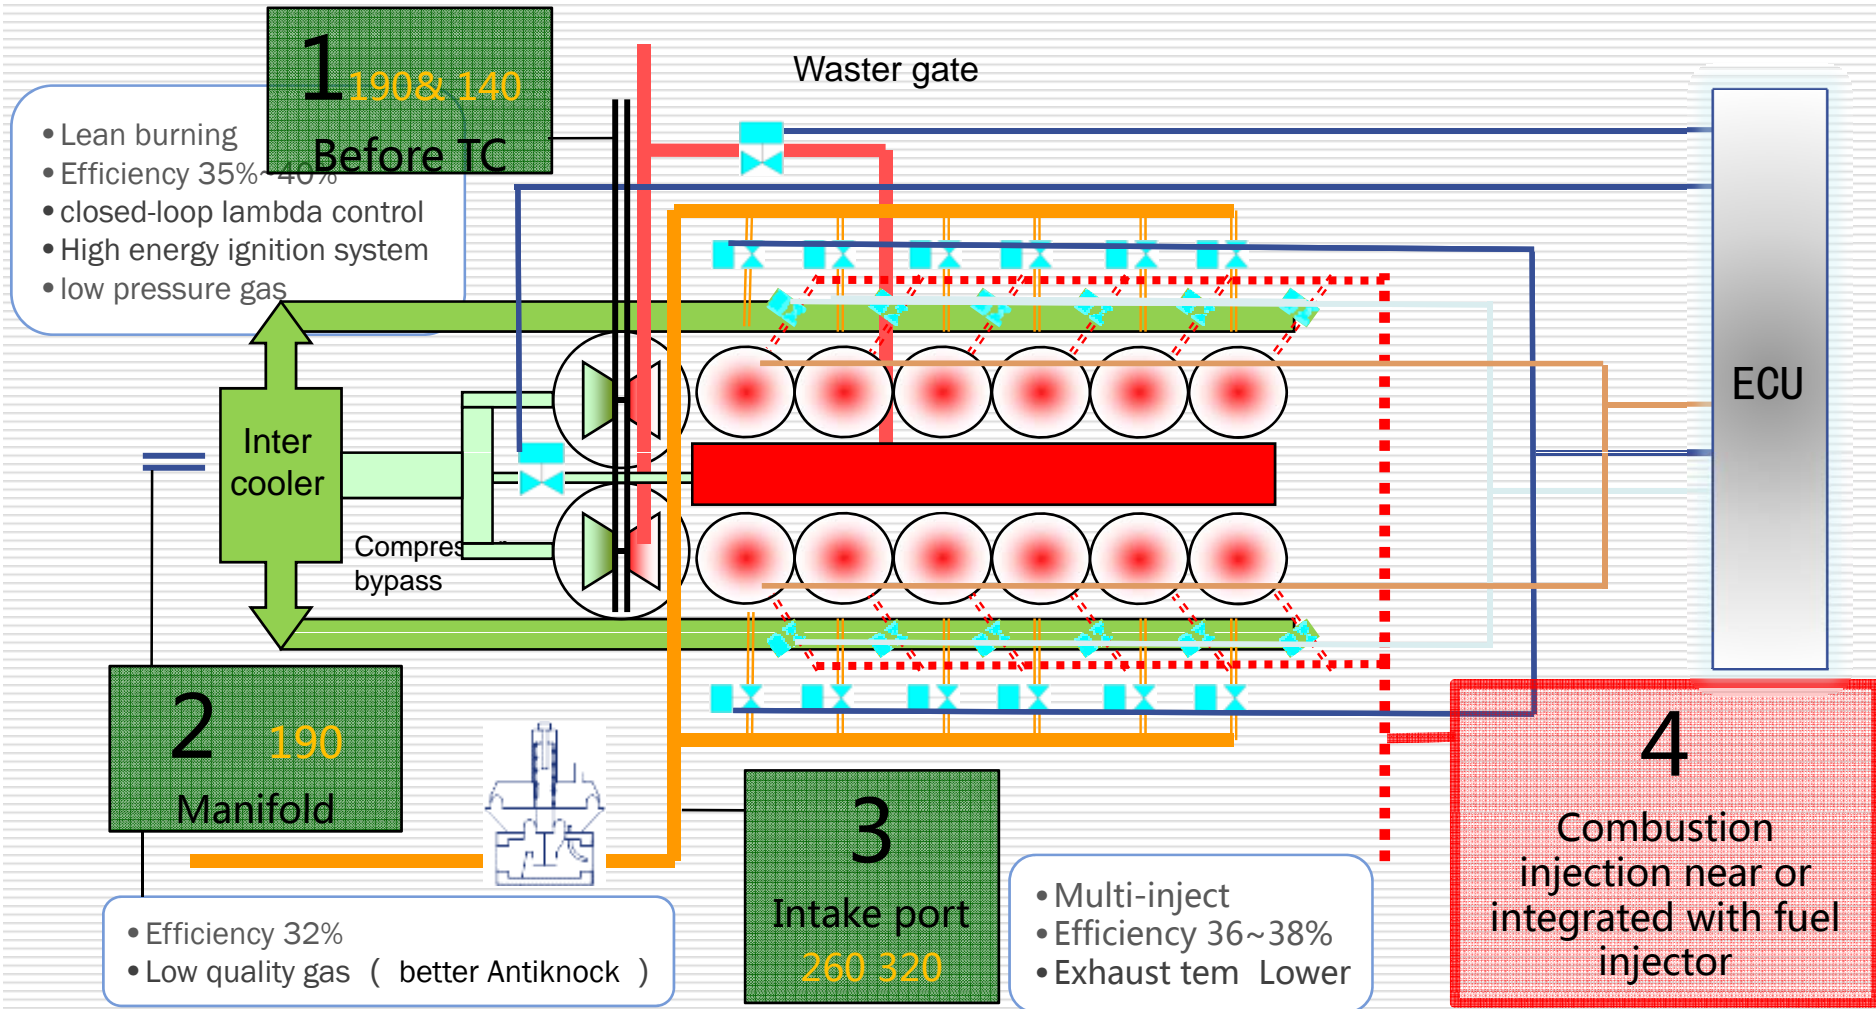 1 190& 140
Before TC
Waster gate
• Lean burning
• Efficiency 35%~40%
• closed-loop lambda control
• High energy ignition system
• low pressure gas
ECU
Inter
cooler
bypass
2 190
Manifold
• Efficiency 32%
• Low quality gas ( better Antiknock )
3
Intake port
260 320
• Multi-inject
• Efficiency 36~38%
• Exhaust tem Lower
4
Combustion
injection near or
integrated with fuel
injector